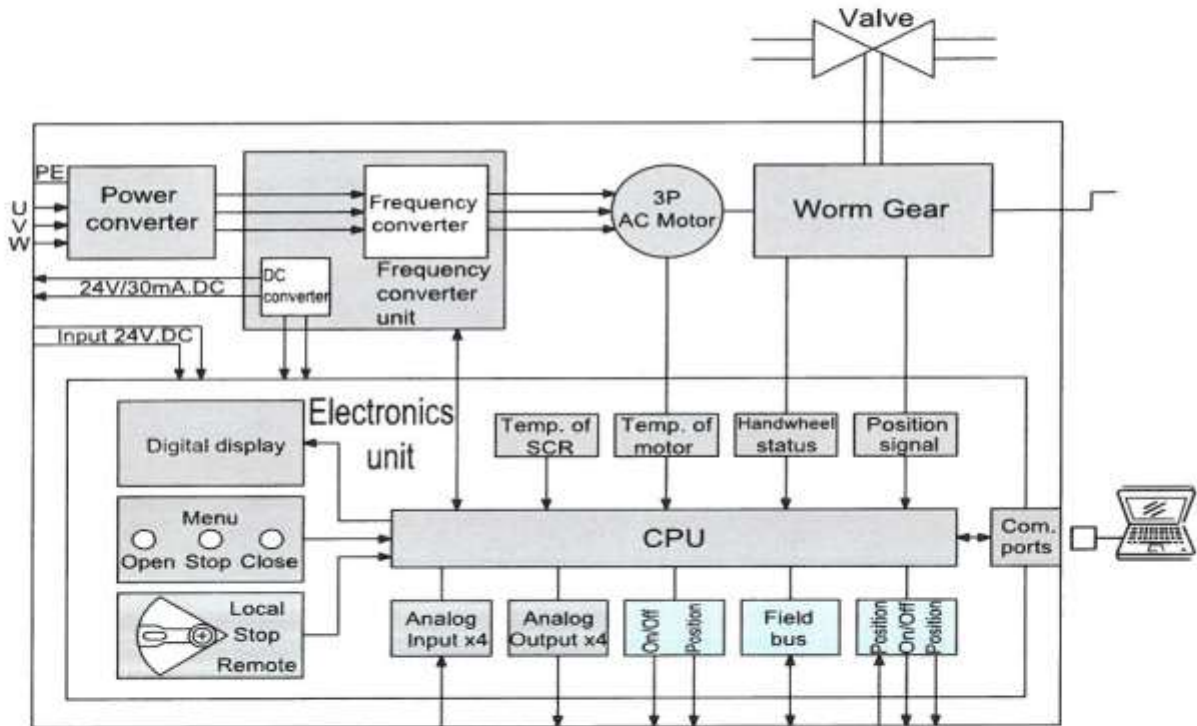 Valve
PE
U
V
W
Power
converter
Frequency
converter
Frequency
converter
unit
DC
converter
24V/30mA.DC
Input 24V.DC
3P
AC Motor
Worm Gear
Electronics
unit
Digital display
Temp. of
SCR
Temp. of
motor
Handwheel
status
Position
signal
Menu
Open Stop Close
CPU
Com.
ports
Local
Stop
Remote
Analog
Input x4
Analog
Output x4
On/Off
Position
Field
bus
Position
On/Off
Position